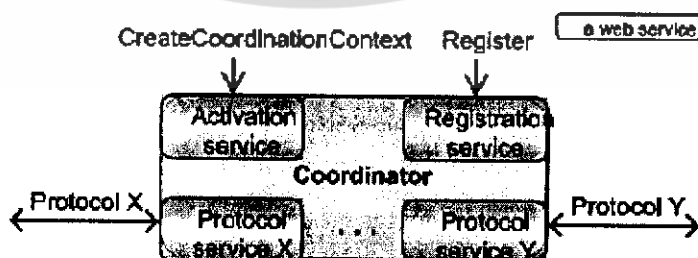 CreateCoordinationContext
Register
a web service
Activation service
Registration service
Coordinator
Protocol X
Protocol Y
Protocol service X
...
Protocol service Y